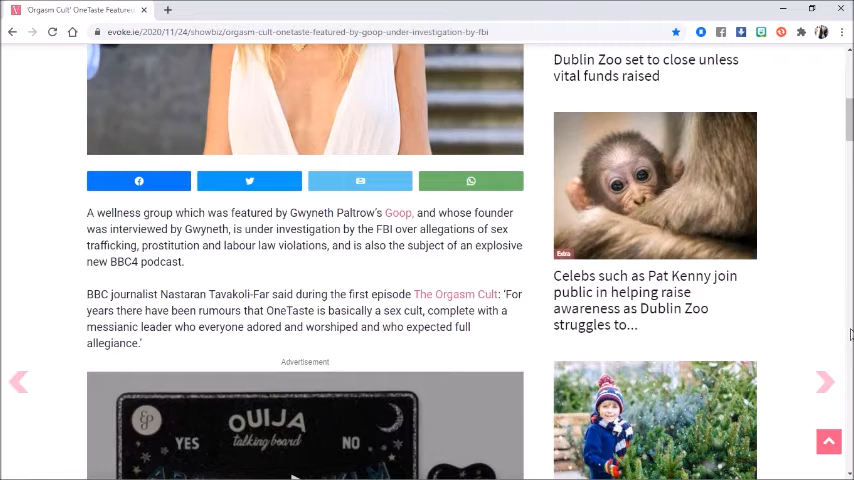 'Orgasm Cult' OneTaste Featured
evoke.ie/2020/11/24/showbiz/orgasm-cult-onetaste-featured-by-goop-under-investigation-by-fbi
A wellness group which was featured by Gwyneth Paltrow's Goop, and whose founder
was interviewed by Gwyneth, is under investigation by the FBI over allegations of sex
trafficking, prostitution and labour law violations, and is also the subject of an explosive
new BBC4 podcast.
BBC journalist Nastaran Tavakoli-Far said during the first episode The Orgasm Cult: 'For
years there have been rumours that OneTaste is basically a sex cult, complete with a
messianic leader who everyone adored and worshiped and who expected full
allegiance.'
Advertisement
OUIJA
talking board
YES
NO
Dublin Zoo set to close unless
vital funds raised
Extra
Celebs such as Pat Kenny join
public in helping raise
awareness as Dublin Zoo
struggles to...